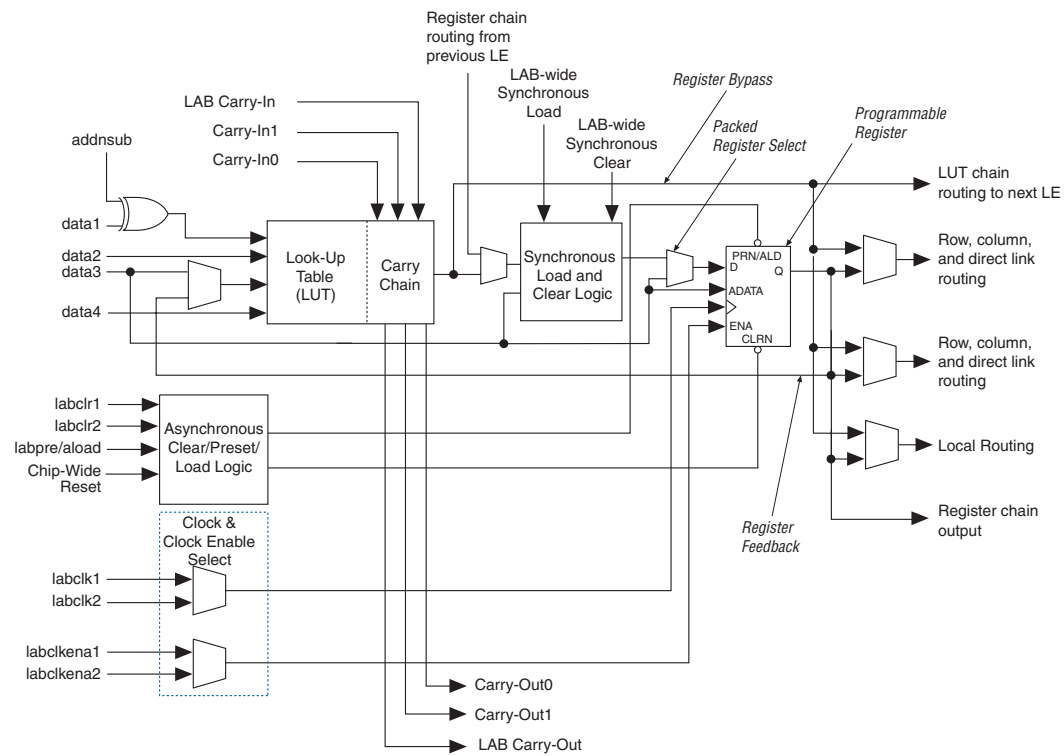 Register chain
routing from
previous LE
LAB-wide
Synchronous
Load
LAB-wide
Synchronous
Clear
Register Bypass
Packed
Register Select
Programmable
Register
LAB Carry-In
Carry-In1
Carry-In0
addnsub
data1
data2
data3
data4
Look-Up
Table
(LUT)
Carry
Chain
Synchronous
Load and
Clear Logic
PRN/ALD
D
Q
ADATA
ENA
CLRN
LUT chain
routing to next LE
Row, column,
and direct link
routing
Row, column,
and direct link
routing
Local Routing
Register chain
output
Register
Feedback
labclr1
labclr2
labpre/aload
Chip-Wide
Reset
Asynchronous
Clear/Preset/
Load Logic
Clock &
Clock Enable
Select
labclk1
labclk2
labclkena1
labclkena2
Carry-Out0
Carry-Out1
LAB Carry-Out